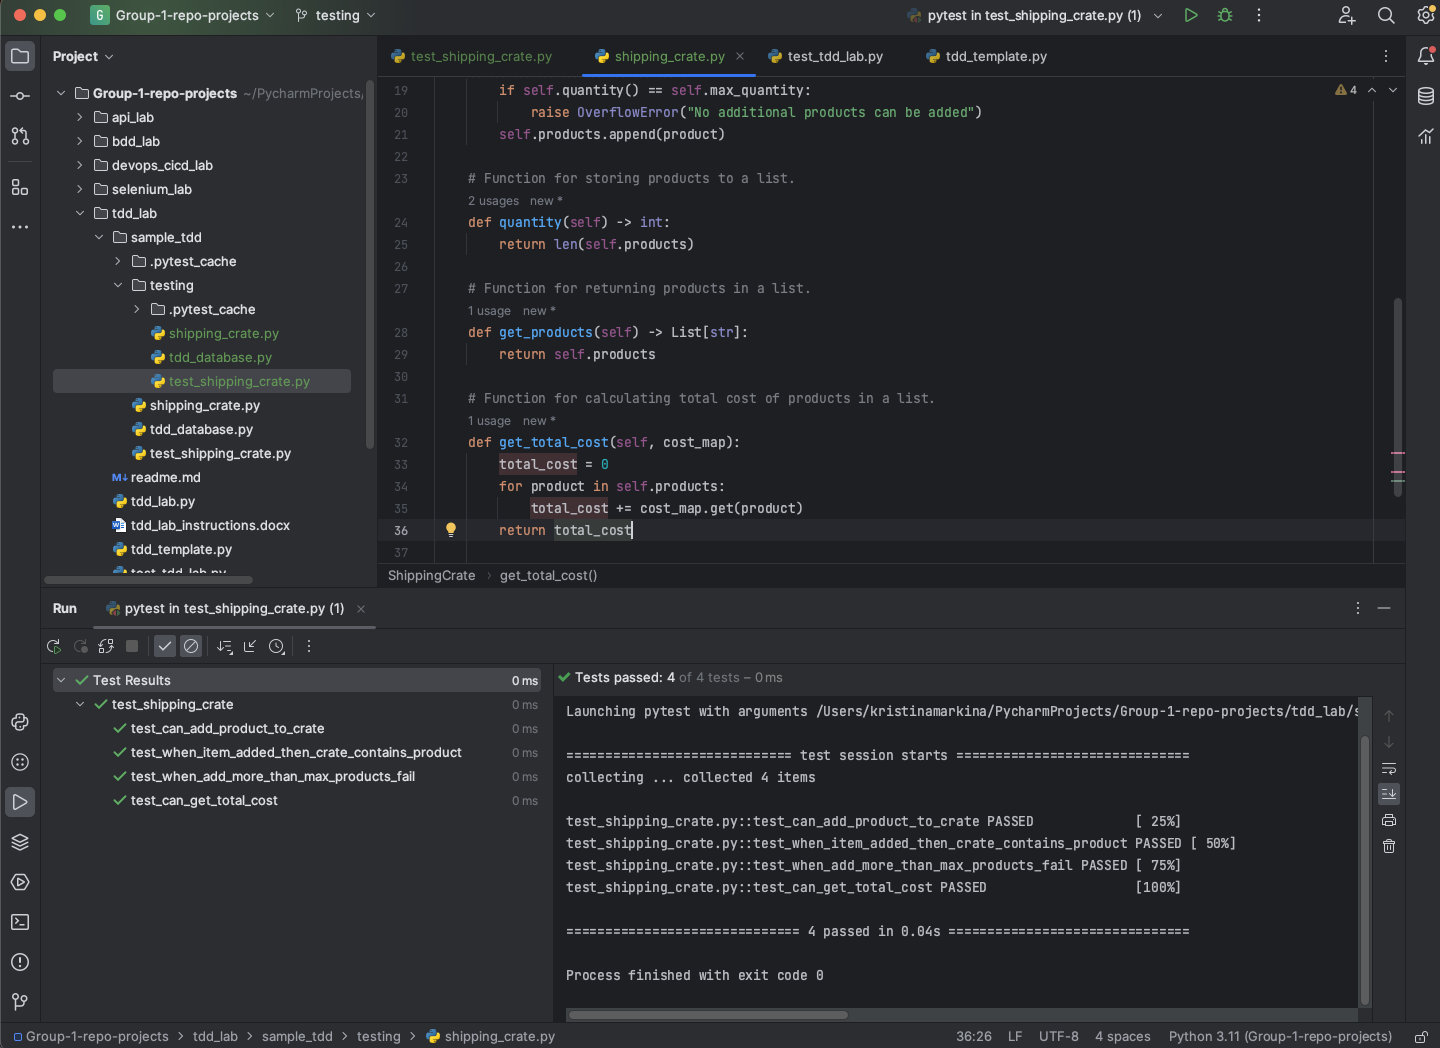 G Group-1-repo-projects testing pytest in test_shipping_crate.py (1)
Project
Group-1-repo-projects ~/PycharmProjects/
api_lab
bdd_lab
devops_cicd_lab
selenium_lab
tdd_lab
sample_tdd
.pytest_cache
testing
.pytest_cache
shipping_crate.py
tdd_database.py
test_shipping_crate.py
shipping_crate.py
tdd_database.py
test_shipping_crate.py
readme.md
tdd_lab.py
tdd_lab_instructions.docx
tdd_template.py
test_tdd_lab.py
test_shipping_crate.py shipping_crate.py test_tdd_lab.py tdd_template.py
4
19 if self.quantity() == self.max_quantity:
20 raise OverflowError("No additional products can be added")
21 self.products.append(product)
22
23 # Function for storing products to a list.
2 usages new *
24 def quantity(self) -> int:
25 return len(self.products)
26
27 # Function for returning products in a list.
1 usage new *
28 def get_products(self) -> List[str]:
29 return self.products
30
31 # Function for calculating total cost of products in a list.
1 usage new *
32 def get_total_cost(self, cost_map):
33 total_cost = 0
34 for product in self.products:
35 total_cost += cost_map.get(product)
36 return total_cost
37
ShippingCrate › get_total_cost()
Run pytest in test_shipping_crate.py (1)
Test Results 0 ms
test_shipping_crate 0 ms
test_can_add_product_to_crate 0 ms
test_when_item_added_then_crate_contains_product 0 ms
test_when_add_more_than_max_products_fail 0 ms
test_can_get_total_cost 0 ms
Tests passed: 4 of 4 tests – 0 ms
Launching pytest with arguments /Users/kristinamarkina/PycharmProjects/Group-1-repo-projects/tdd_lab/s
============================= test session starts ==============================
collecting ... collected 4 items
test_shipping_crate.py::test_can_add_product_to_crate PASSED [ 25%]
test_shipping_crate.py::test_when_item_added_then_crate_contains_product PASSED [ 50%]
test_shipping_crate.py::test_when_add_more_than_max_products_fail PASSED [ 75%]
test_shipping_crate.py::test_can_get_total_cost PASSED [100%]
============================== 4 passed in 0.04s ===============================
Process finished with exit code 0
Group-1-repo-projects › tdd_lab › sample_tdd › testing › shipping_crate.py 36:26 LF UTF-8 4 spaces Python 3.11 (Group-1-repo-projects)